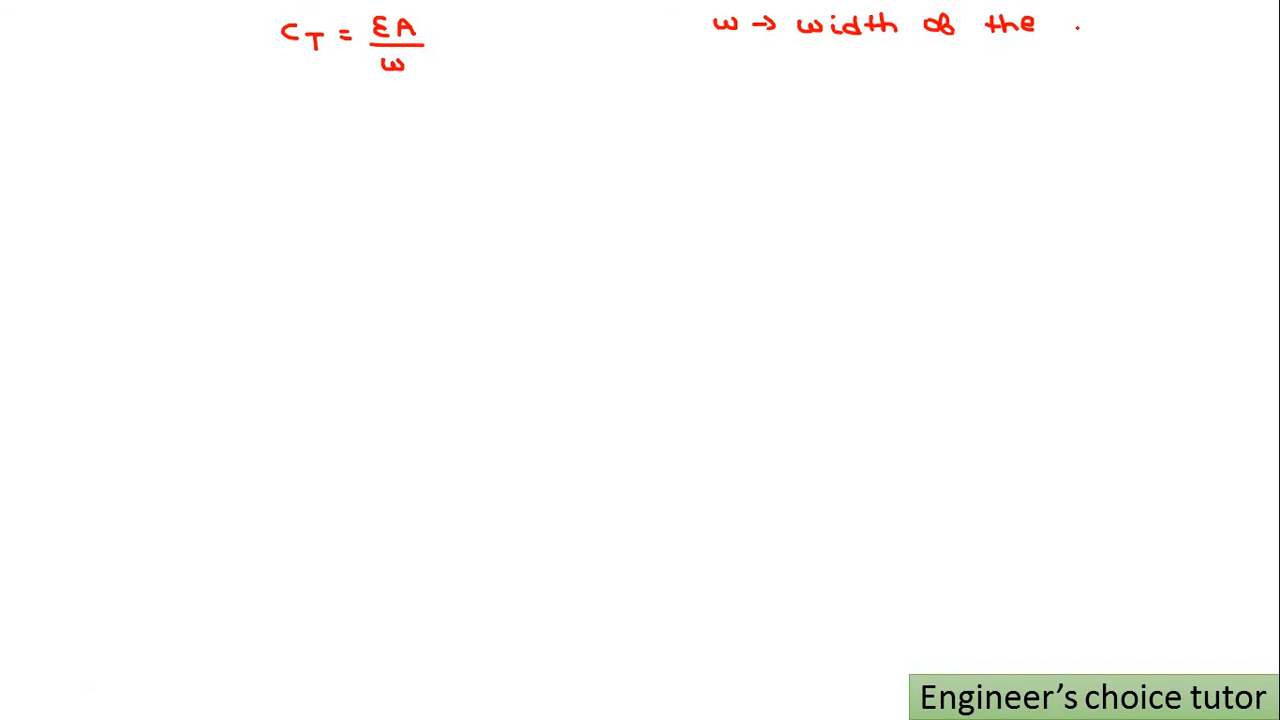 C_T = εA/w
w → width of the
Engineer's choice tutor